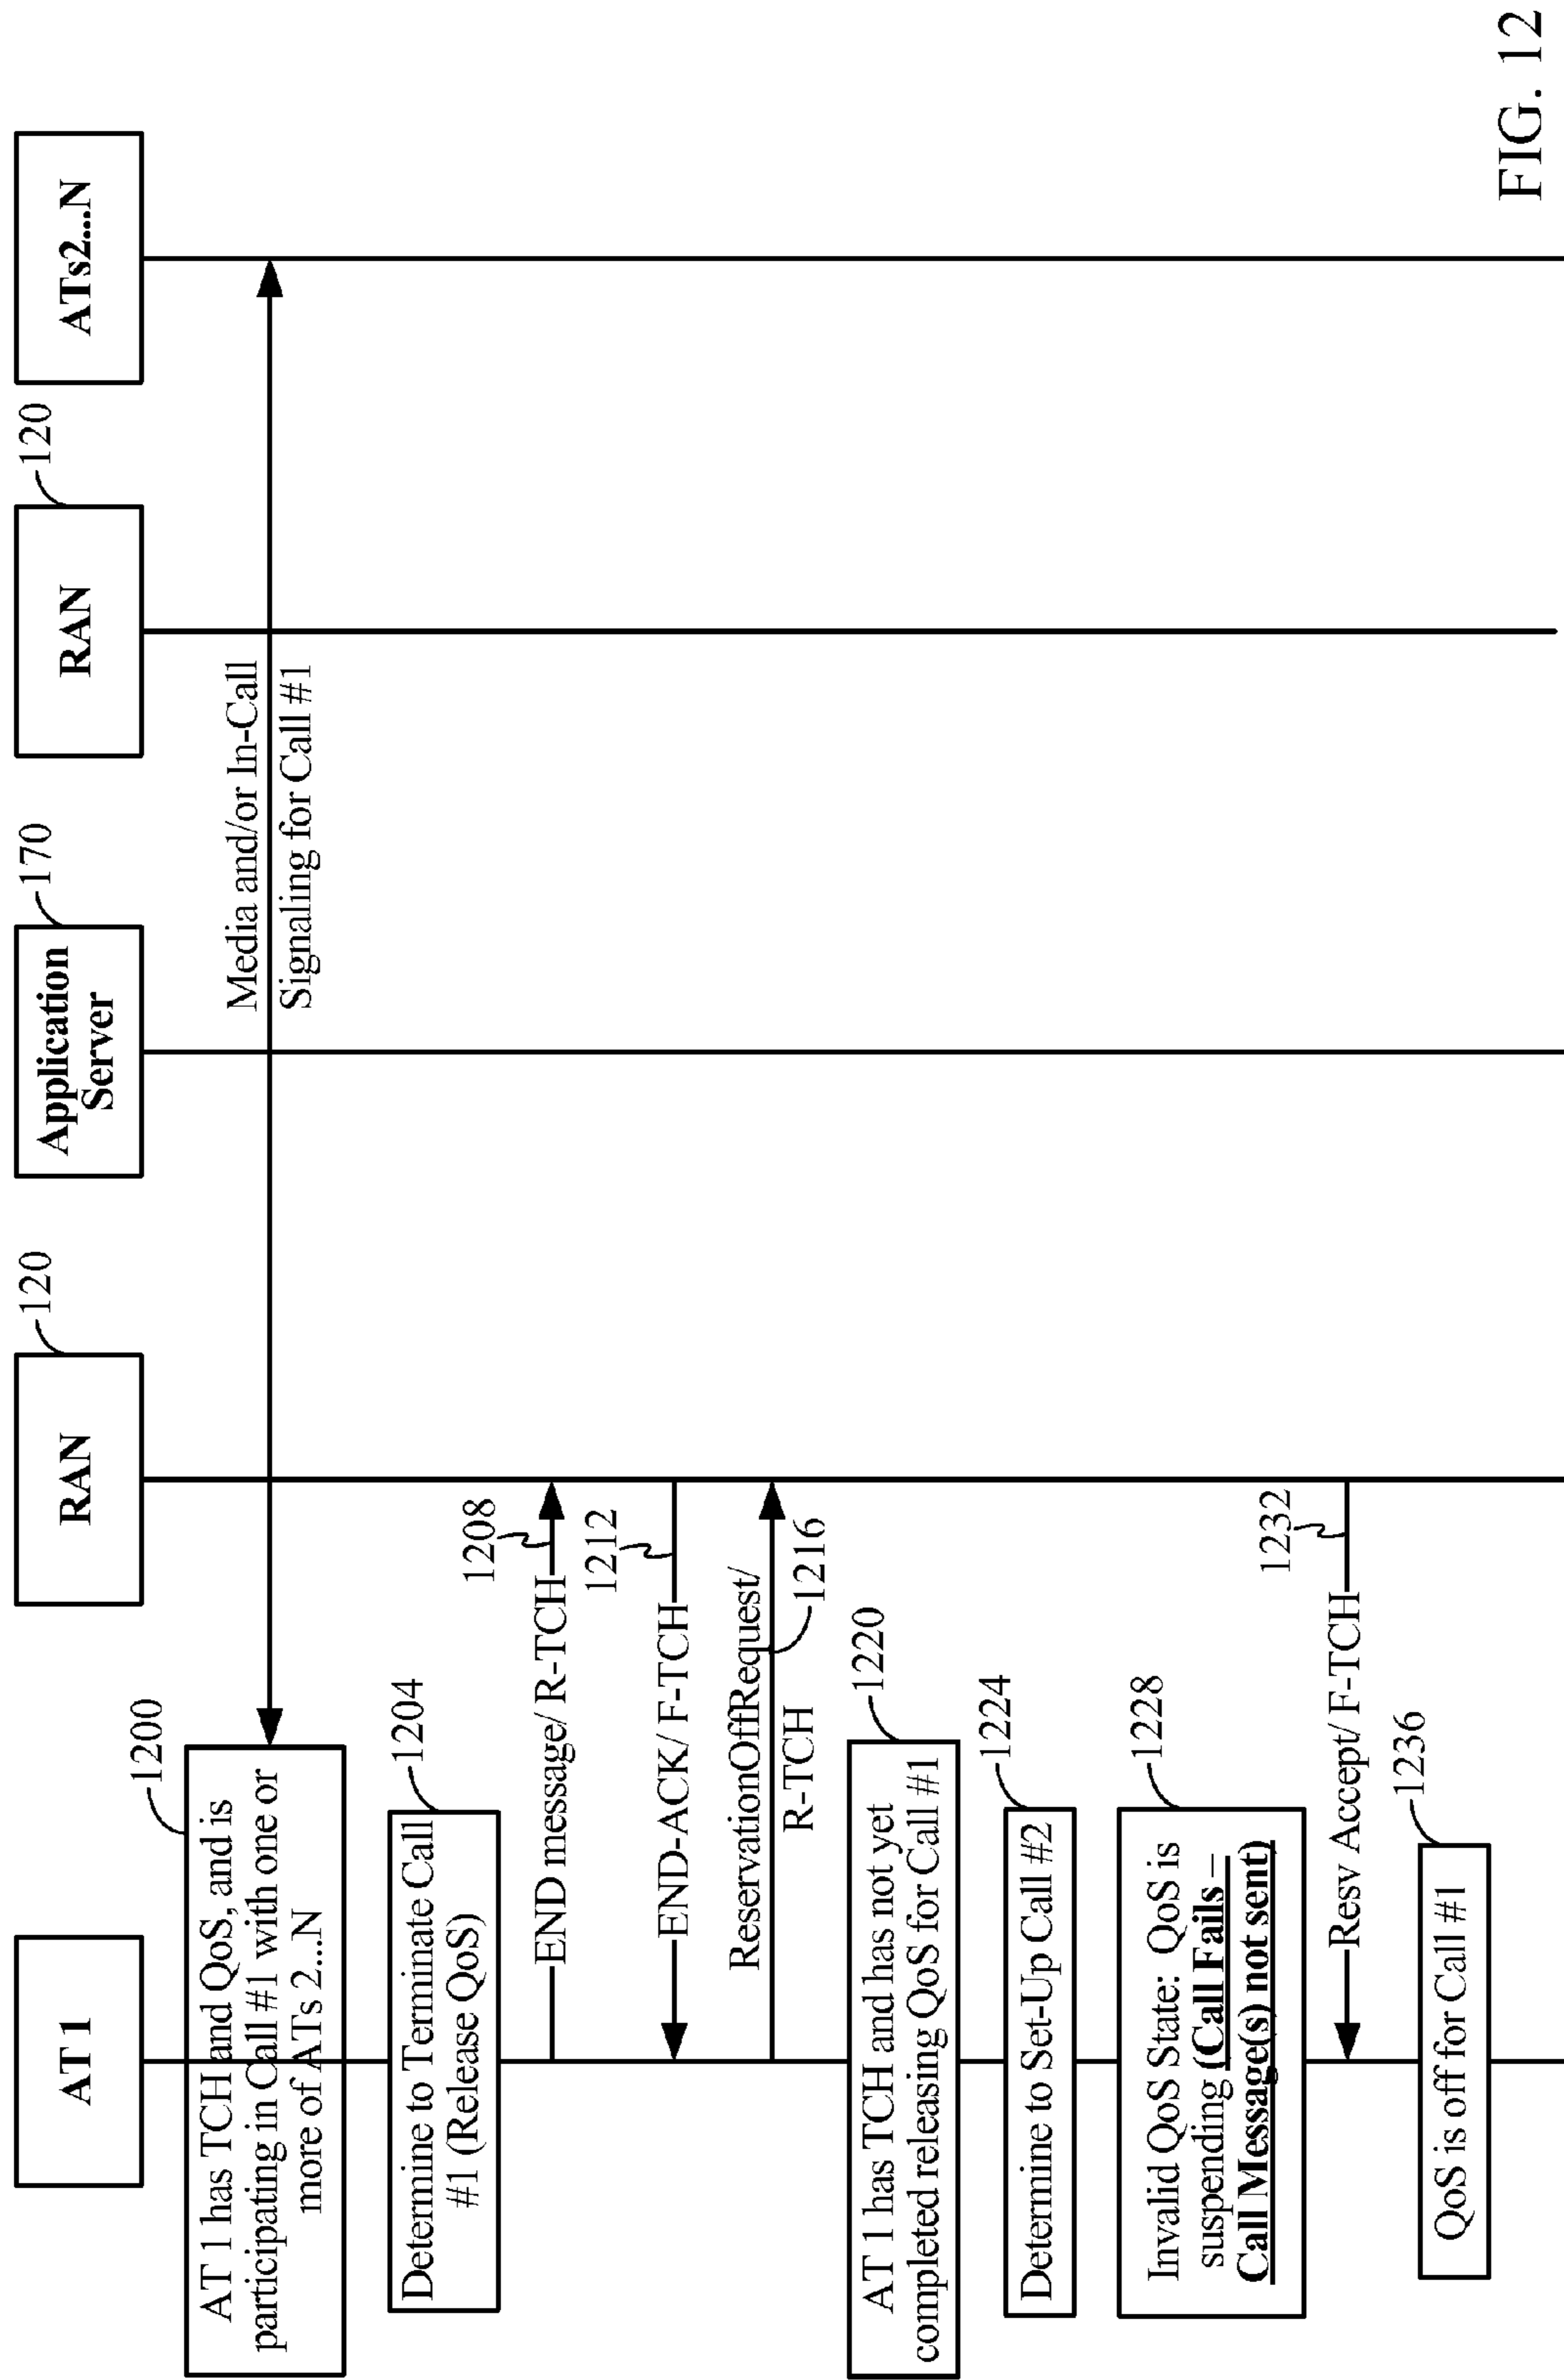 AT 1
RAN
120
Application
Server
170
RAN
120
ATs2...N
1200
AT 1 has TCH and QoS, and is
participating in Call #1 with one or
more of ATs 2...N
Media and/or In-Call
Signaling for Call #1
1204
Determine to Terminate Call
#1 (Release QoS)
END message/ R-TCH
1208
END-ACK/ F-TCH
1212
ReservationOffRequest/
R-TCH
1216
1220
AT 1 has TCH and has not yet
completed releasing QoS for Call #1
1224
Determine to Set-Up Call #2
1228
Invalid QoS State: QoS is
suspending (Call Fails –
Call Message(s) not sent)
Resv Accept/ F-TCH
1232
1236
QoS is off for Call #1
FIG. 12